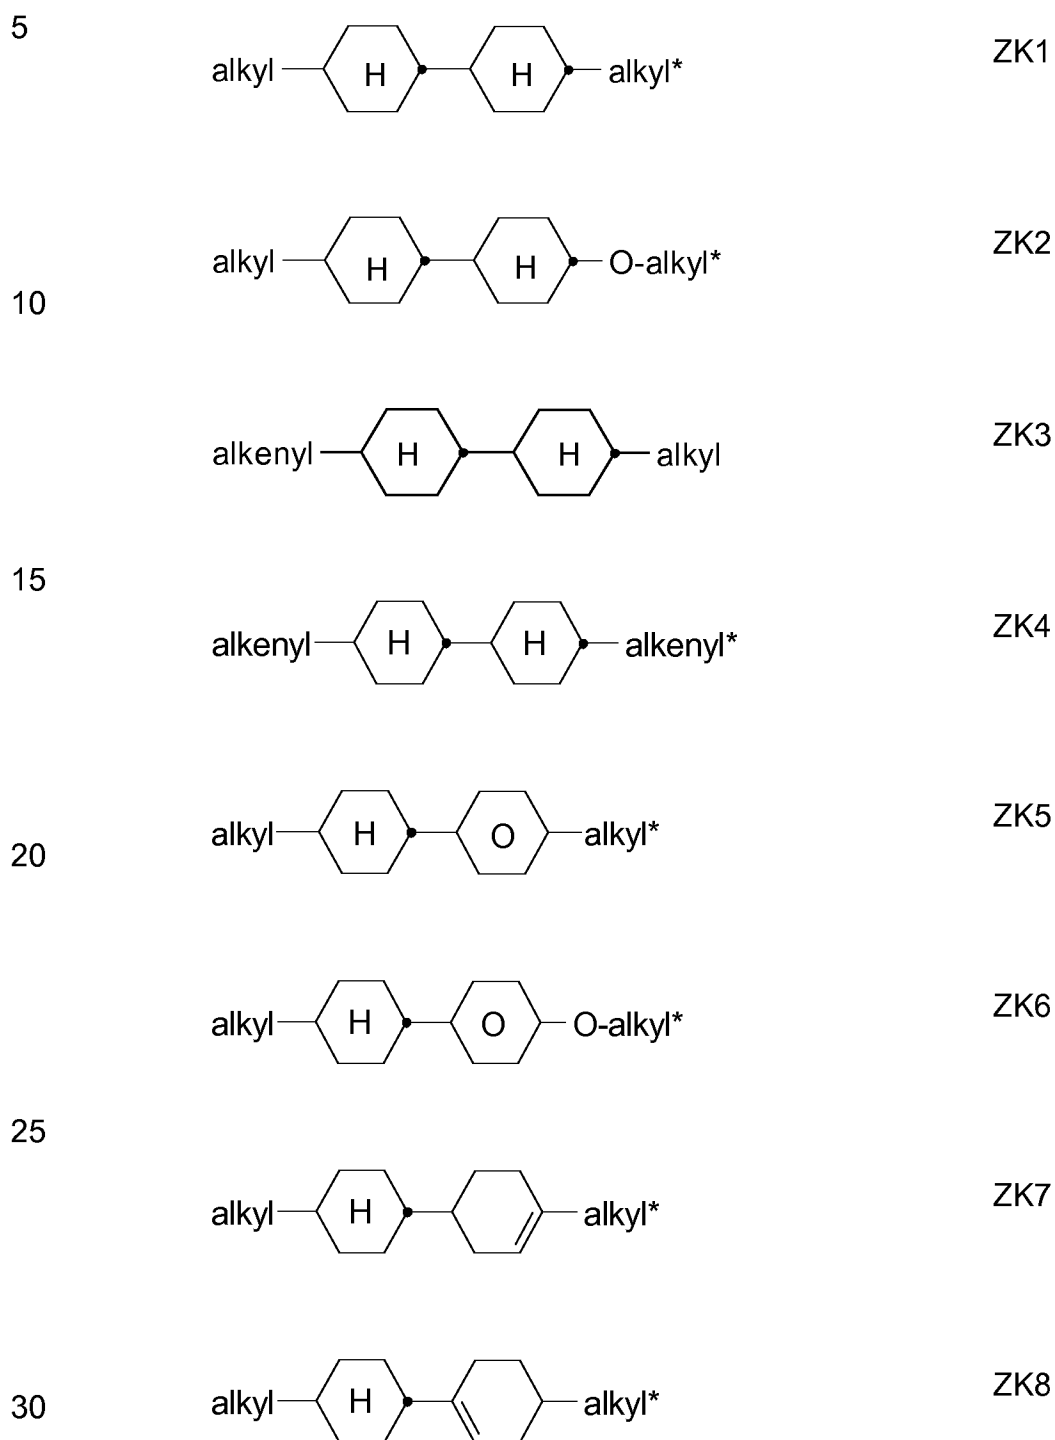 5
alkyl H H alkyl* ZK1
alkyl H H O-alkyl* ZK2
10
alkenyl H H alkyl ZK3
15
alkenyl H H alkenyl* ZK4
alkyl H O alkyl* ZK5
20
alkyl H O O-alkyl* ZK6
25
alkyl H alkyl* ZK7
alkyl H alkyl* ZK8
30